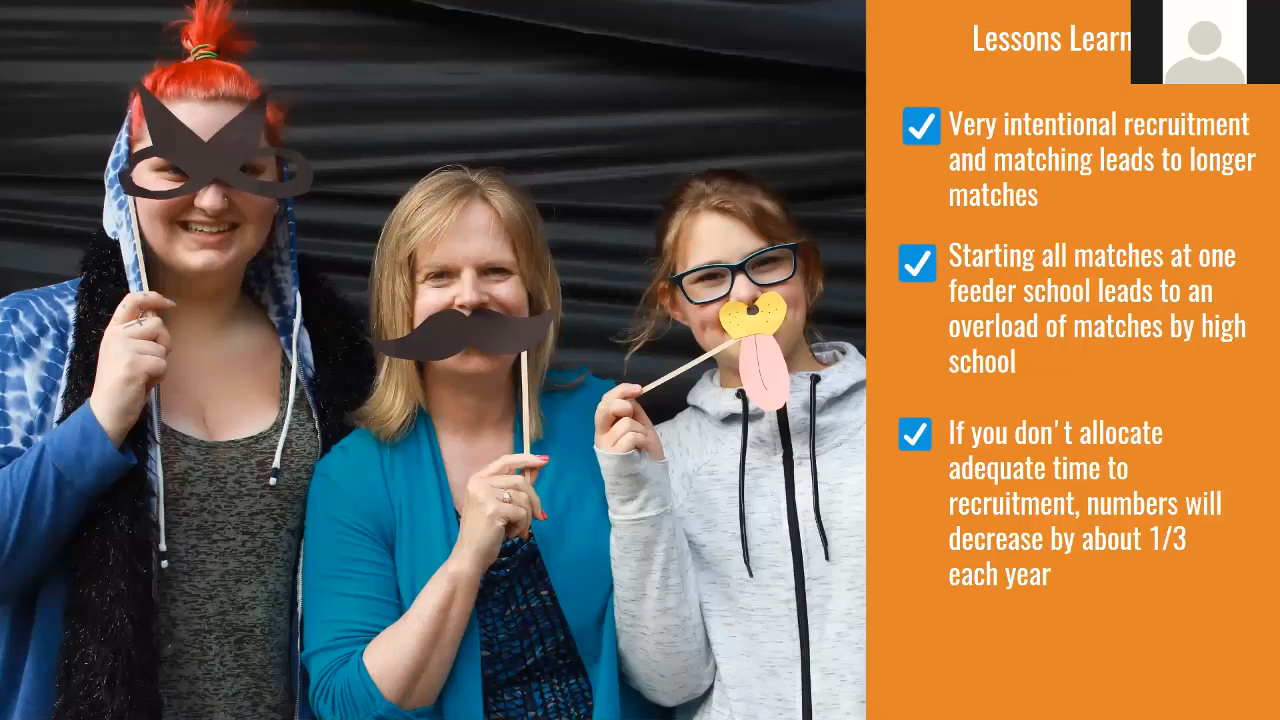 Lessons Learn
Very intentional recruitment
and matching leads to longer
matches
Starting all matches at one
feeder school leads to an
overload of matches by high
school
If you don't allocate
adequate time to
recruitment, numbers will
decrease by about 1/3
each year